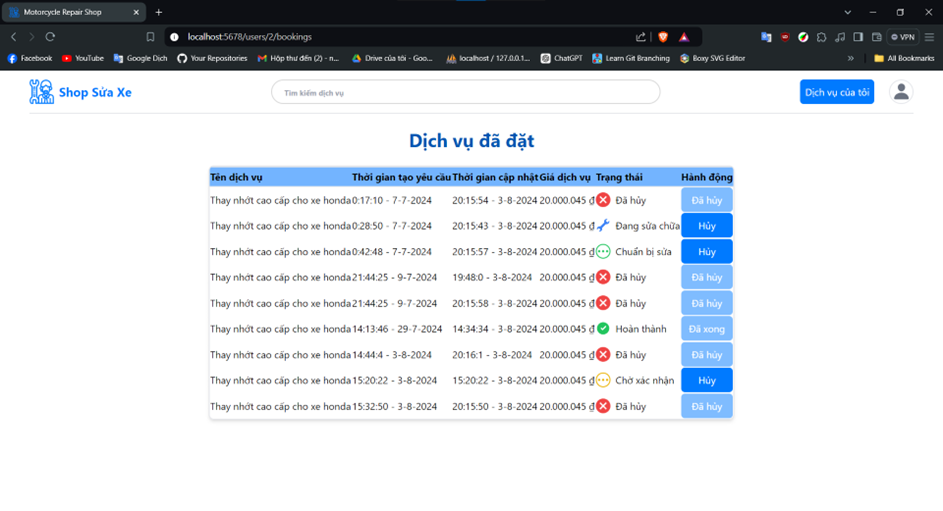 Motorcycle Repair Shop
localhost:5678/users/2/bookings
VPN
Facebook YouTube Google Dịch Your Repositories Hộp thư đến (2) - n... Drive của tôi - Goo... localhost / 127.0.0.1... ChatGPT Learn Git Branching Boxy SVG Editor All Bookmarks
Shop Sửa Xe Tìm kiếm dịch vụ Dịch vụ của tôi
Dịch vụ đã đặt
Tên dịch vụ Thời gian tạo yêu cầu Thời gian cập nhật Giá dịch vụ Trạng thái Hành động
Thay nhớt cao cấp cho xe honda 0:17:10 - 7-7-2024 20:15:54 - 3-8-2024 20.000.045 ₫ Đã hủy Đã hủy
Thay nhớt cao cấp cho xe honda 0:28:50 - 7-7-2024 20:15:43 - 3-8-2024 20.000.045 ₫ Đang sửa chữa Hủy
Thay nhớt cao cấp cho xe honda 0:42:48 - 7-7-2024 20:15:57 - 3-8-2024 20.000.045 ₫ Chuẩn bị sửa Hủy
Thay nhớt cao cấp cho xe honda 21:44:25 - 9-7-2024 19:48:0 - 3-8-2024 20.000.045 ₫ Đã hủy Đã hủy
Thay nhớt cao cấp cho xe honda 21:44:25 - 9-7-2024 20:15:58 - 3-8-2024 20.000.045 ₫ Đã hủy Đã hủy
Thay nhớt cao cấp cho xe honda 14:13:46 - 29-7-2024 14:34:34 - 3-8-2024 20.000.045 ₫ Hoàn thành Đã xong
Thay nhớt cao cấp cho xe honda 14:44:4 - 3-8-2024 20:16:1 - 3-8-2024 20.000.045 ₫ Đã hủy Đã hủy
Thay nhớt cao cấp cho xe honda 15:20:22 - 3-8-2024 15:20:22 - 3-8-2024 20.000.045 ₫ Chờ xác nhận Hủy
Thay nhớt cao cấp cho xe honda 15:32:50 - 3-8-2024 20:15:50 - 3-8-2024 20.000.045 ₫ Đã hủy Đã hủy